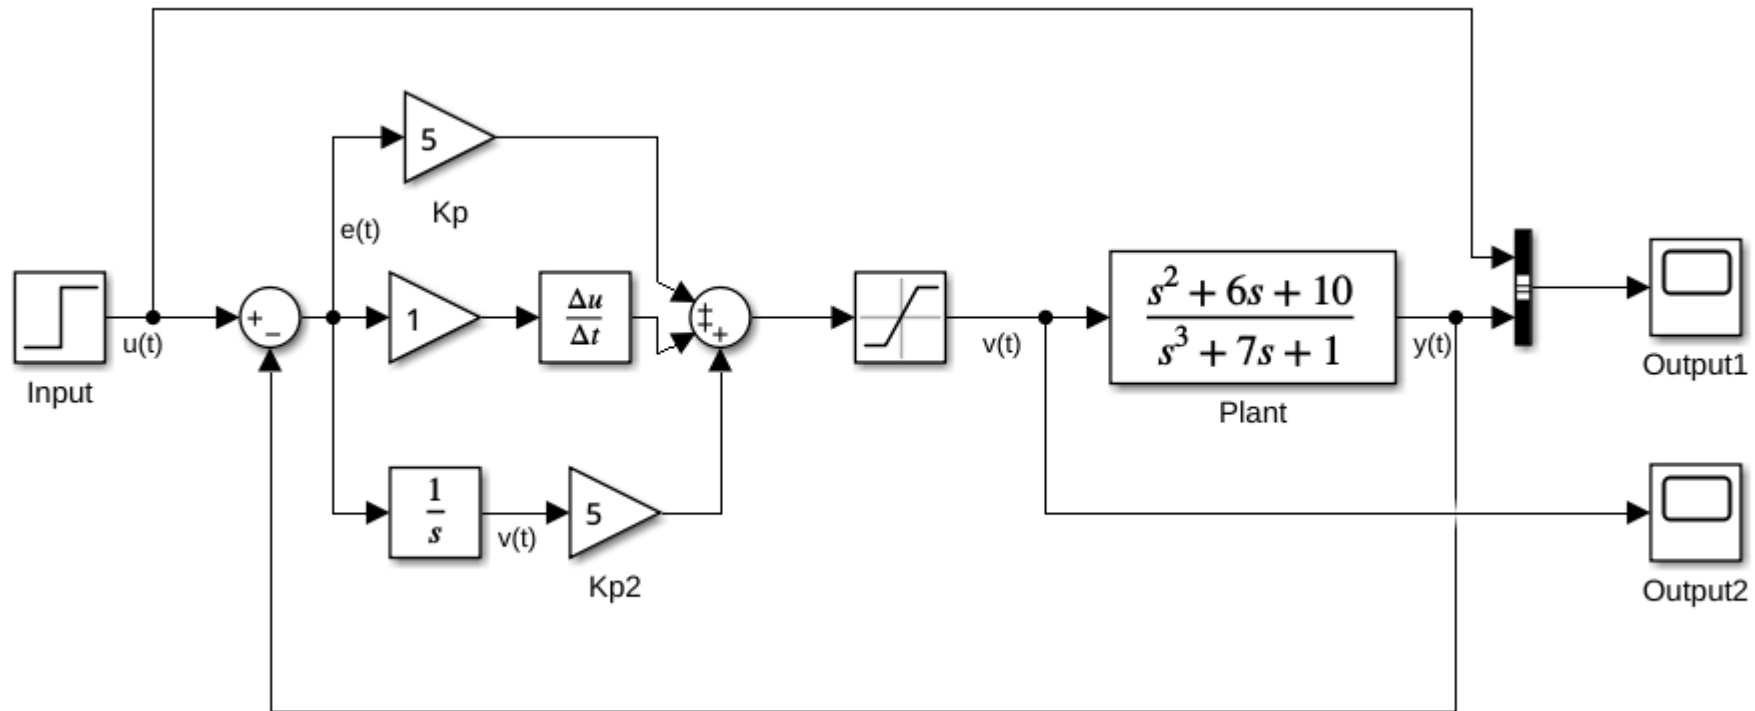 5
Kp
e(t)
+
−
1
Δu
Δt
+
+
+
s² + 6s + 10
s³ + 7s + 1
u(t)
v(t)
y(t)
Input
Plant
Output1
1
s
v(t)
5
Kp2
Output2